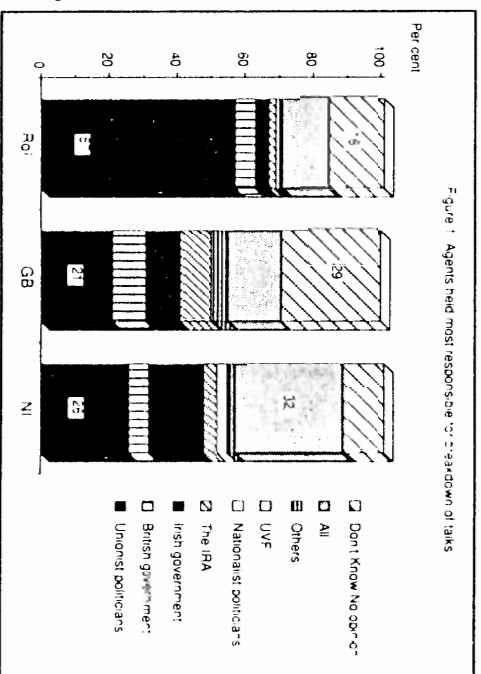 Figure 1 Agents held most responsible for breakdown of talks
Per cent
100
80
60
40
20
0
29
21
32
25
RoI
GB
NI
Don't Know No opinion
All
Others
UVF
Nationalist politicians
The IRA
Irish government
British government
Unionist politicians